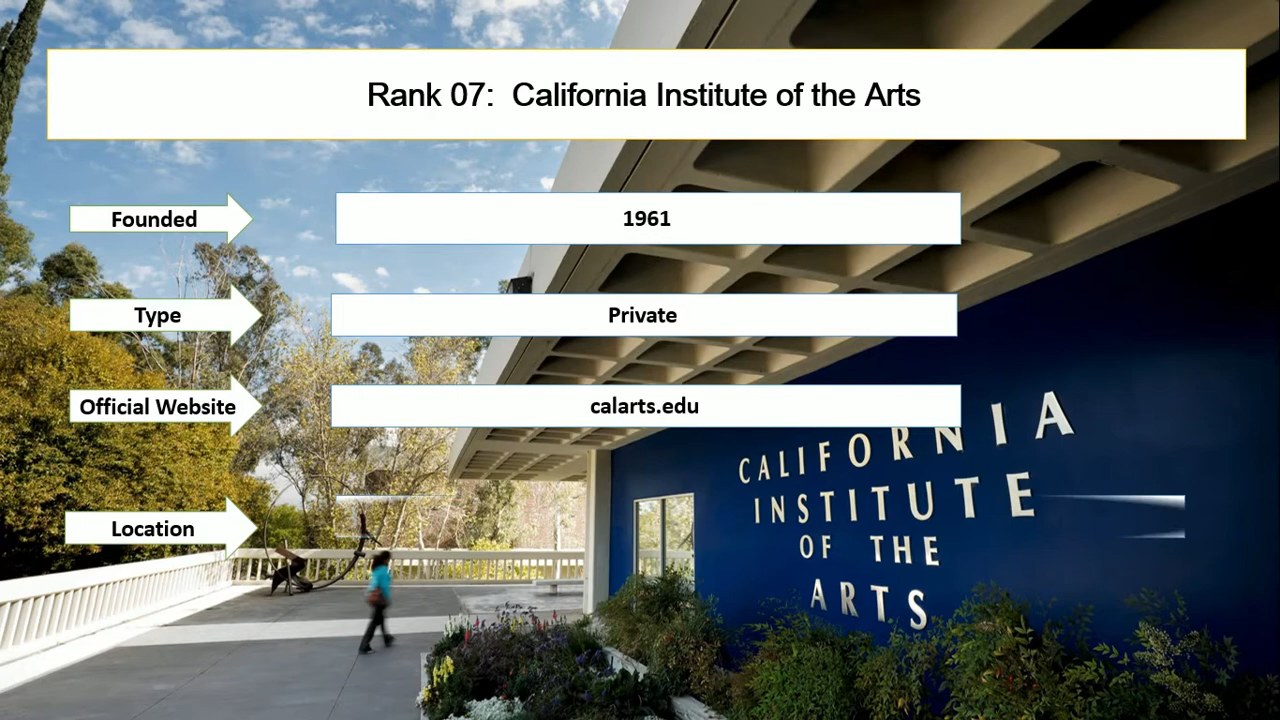 Rank 07:  California Institute of the Arts
Founded
1961
Type
Private
Official Website
calarts.edu
Location
CALIFORNIA
INSTITUTE
OF THE
ARTS